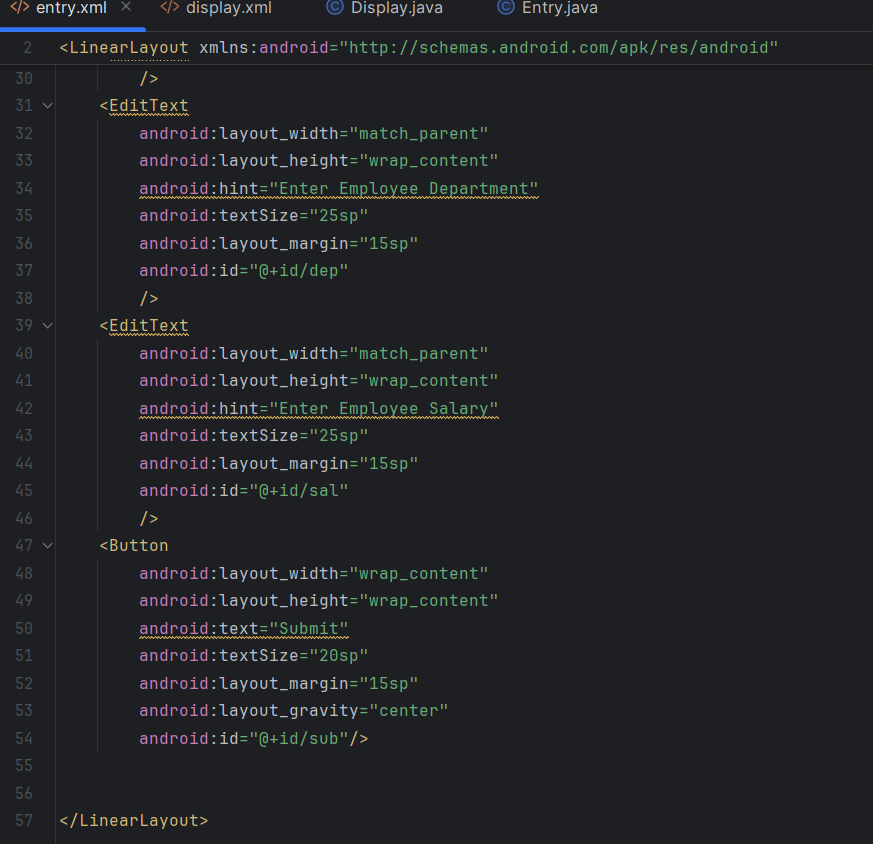 </> entry.xml × </> display.xml C Display.java C Entry.java
2 <LinearLayout xmlns:android="http://schemas.android.com/apk/res/android"
30 />
31 <EditText
32 android:layout_width="match_parent"
33 android:layout_height="wrap_content"
34 android:hint="Enter Employee Department"
35 android:textSize="25sp"
36 android:layout_margin="15sp"
37 android:id="@+id/dep"
38 />
39 <EditText
40 android:layout_width="match_parent"
41 android:layout_height="wrap_content"
42 android:hint="Enter Employee Salary"
43 android:textSize="25sp"
44 android:layout_margin="15sp"
45 android:id="@+id/sal"
46 />
47 <Button
48 android:layout_width="wrap_content"
49 android:layout_height="wrap_content"
50 android:text="Submit"
51 android:textSize="20sp"
52 android:layout_margin="15sp"
53 android:layout_gravity="center"
54 android:id="@+id/sub"/>
55
56
57 </LinearLayout>